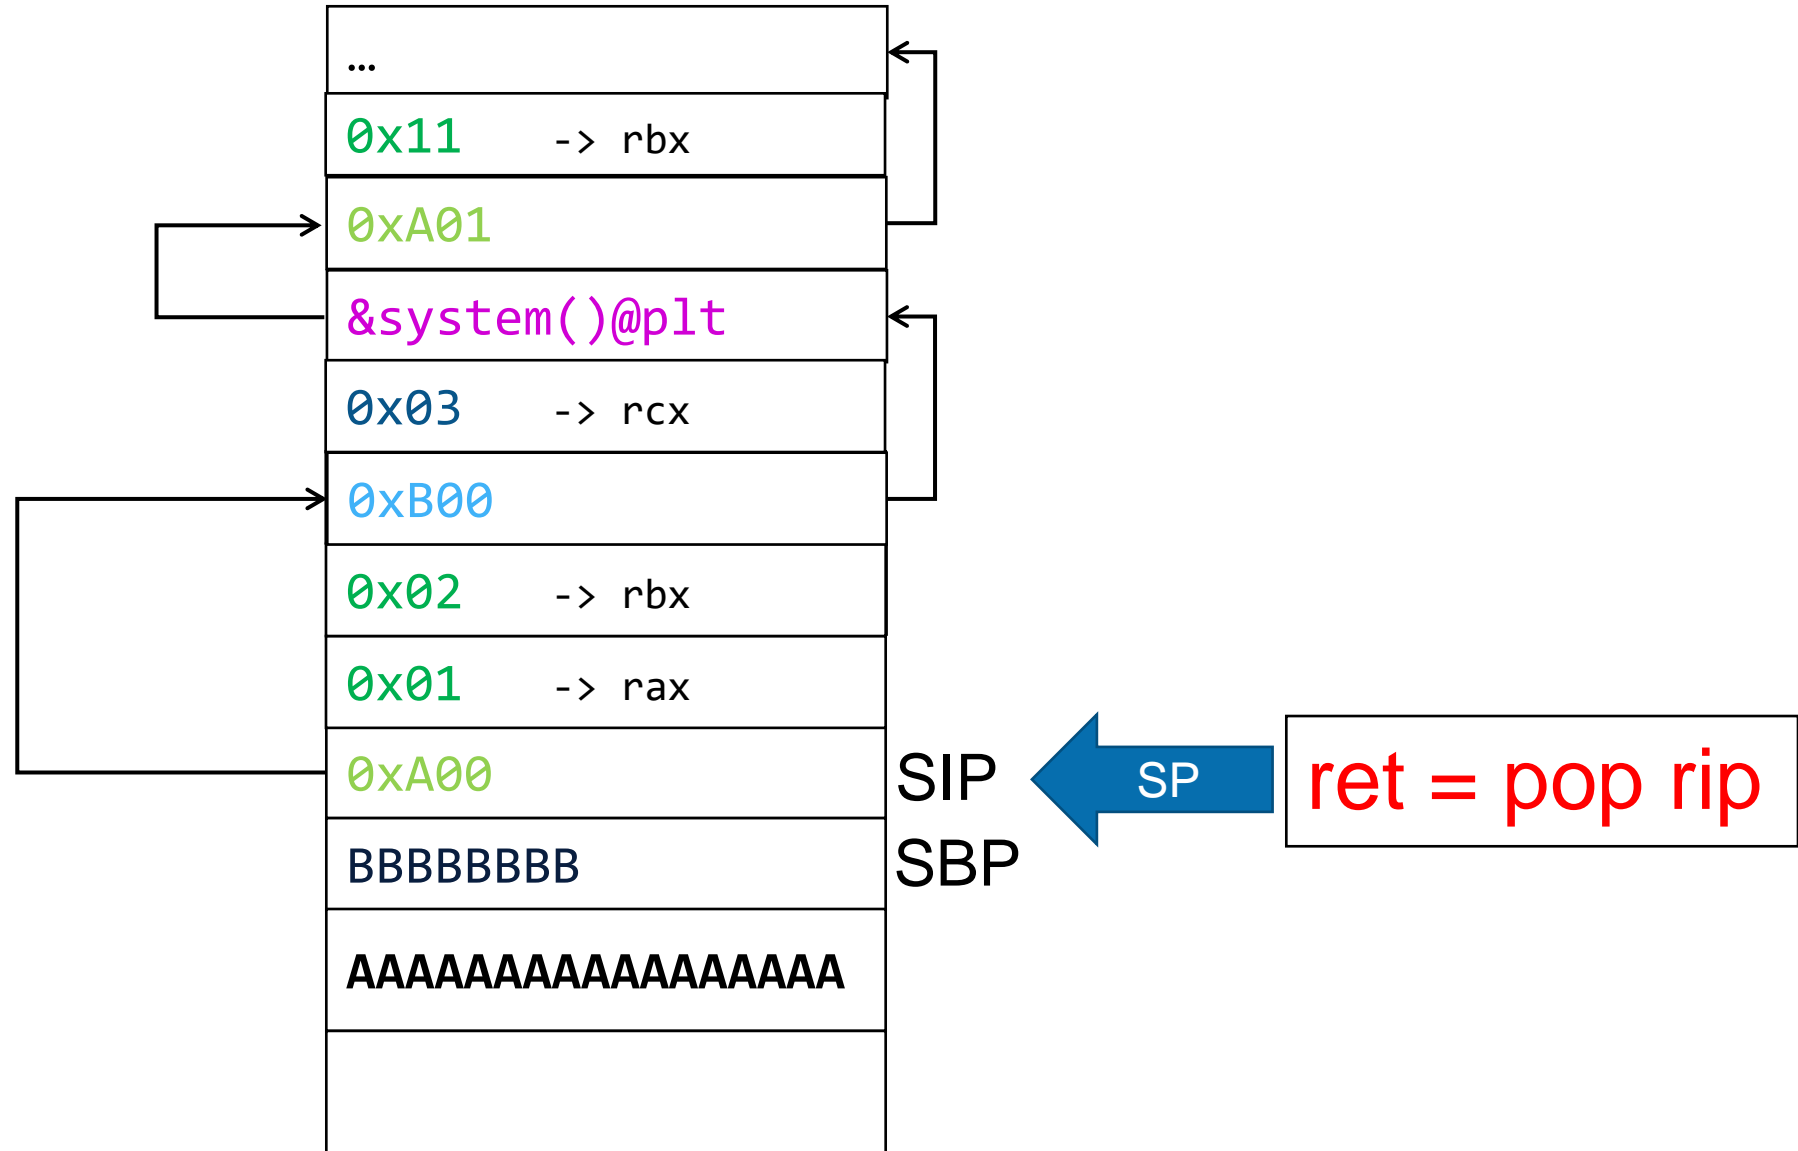 …
0x11 -> rbx
0xA01
&system()@plt
0x03 -> rcx
0xB00
0x02 -> rbx
0x01 -> rax
0xA00 SIP SP ret = pop rip
BBBBBBBB SBP
AAAAAAAAAAAAAAAAA